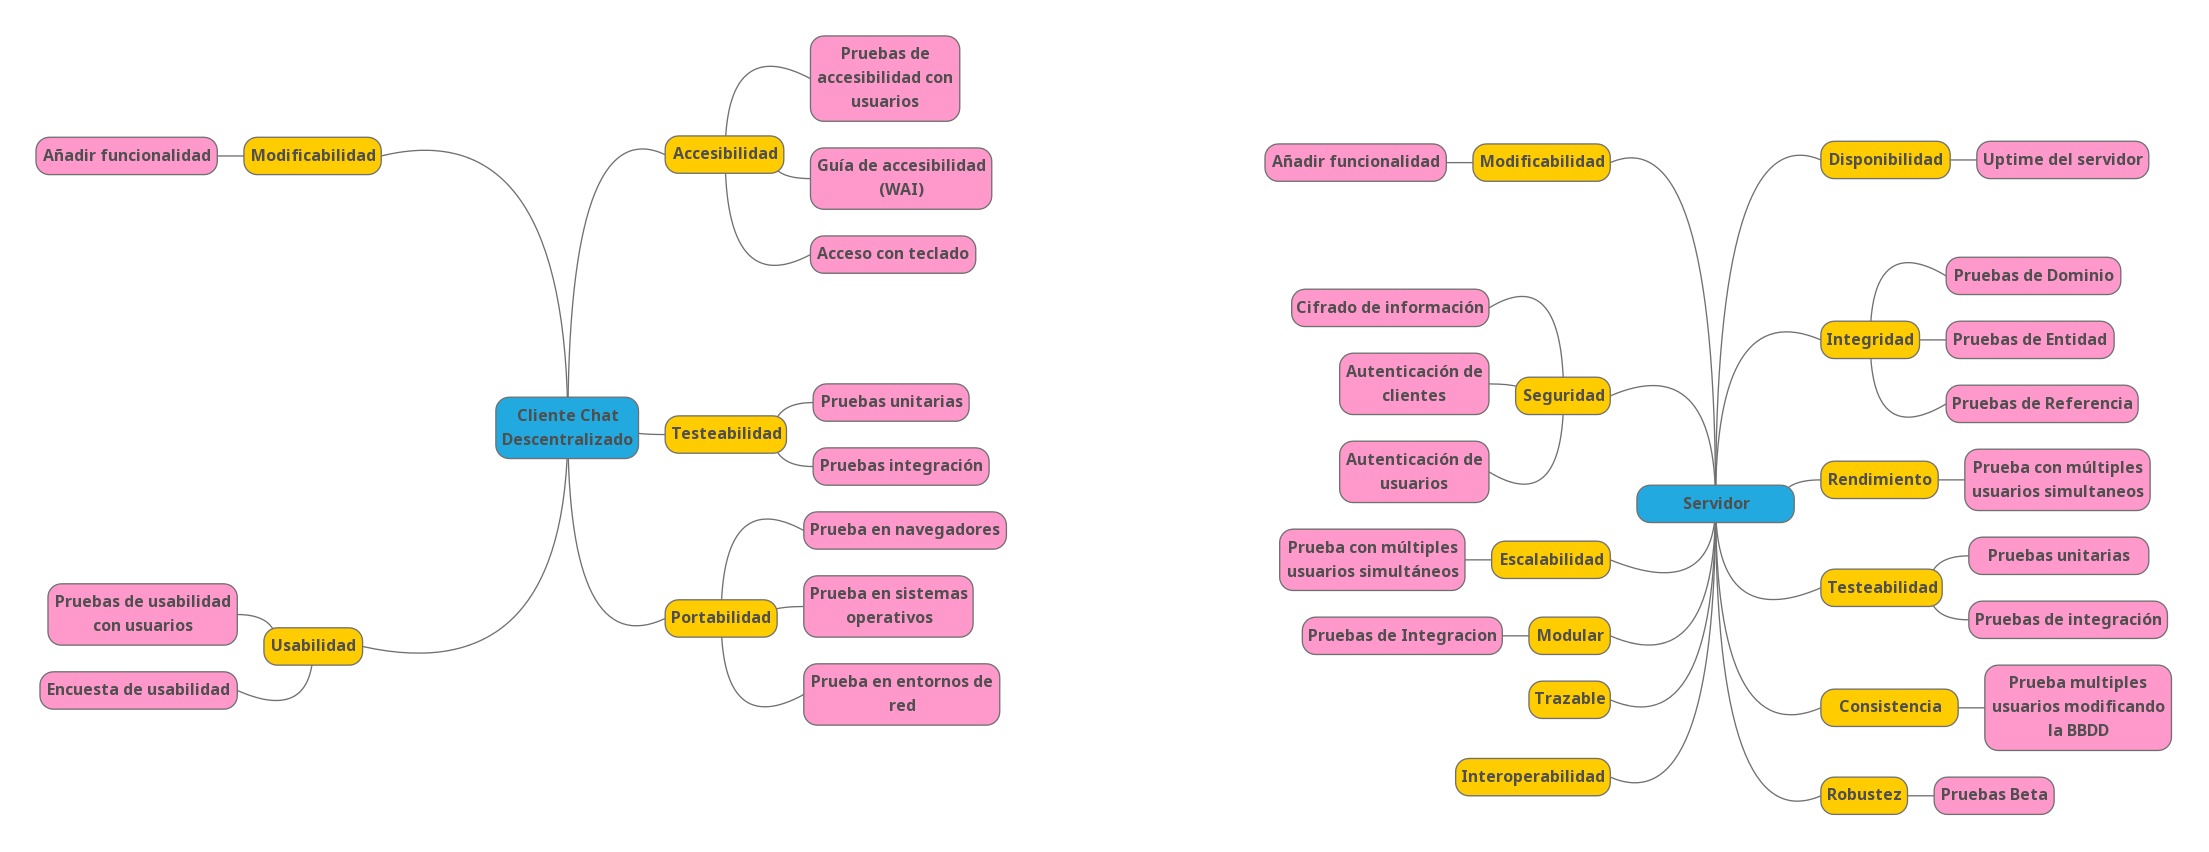 Pruebas de
accesibilidad con
usuarios
Añadir funcionalidad
Modificabilidad
Accesibilidad
Guía de accesibilidad
(WAI)
Acceso con teclado
Cliente Chat
Descentralizado
Testeabilidad
Pruebas unitarias
Pruebas integración
Prueba en navegadores
Portabilidad
Prueba en sistemas
operativos
Prueba en entornos de
red
Pruebas de usabilidad
con usuarios
Usabilidad
Encuesta de usabilidad
Añadir funcionalidad
Modificabilidad
Cifrado de información
Autenticación de
clientes
Seguridad
Autenticación de
usuarios
Prueba con múltiples
usuarios simultáneos
Escalabilidad
Pruebas de Integracion
Modular
Trazable
Interoperabilidad
Servidor
Disponibilidad
Uptime del servidor
Pruebas de Dominio
Integridad
Pruebas de Entidad
Pruebas de Referencia
Rendimiento
Prueba con múltiples
usuarios simultaneos
Pruebas unitarias
Testeabilidad
Pruebas de integración
Consistencia
Prueba multiples
usuarios modificando
la BBDD
Robustez
Pruebas Beta